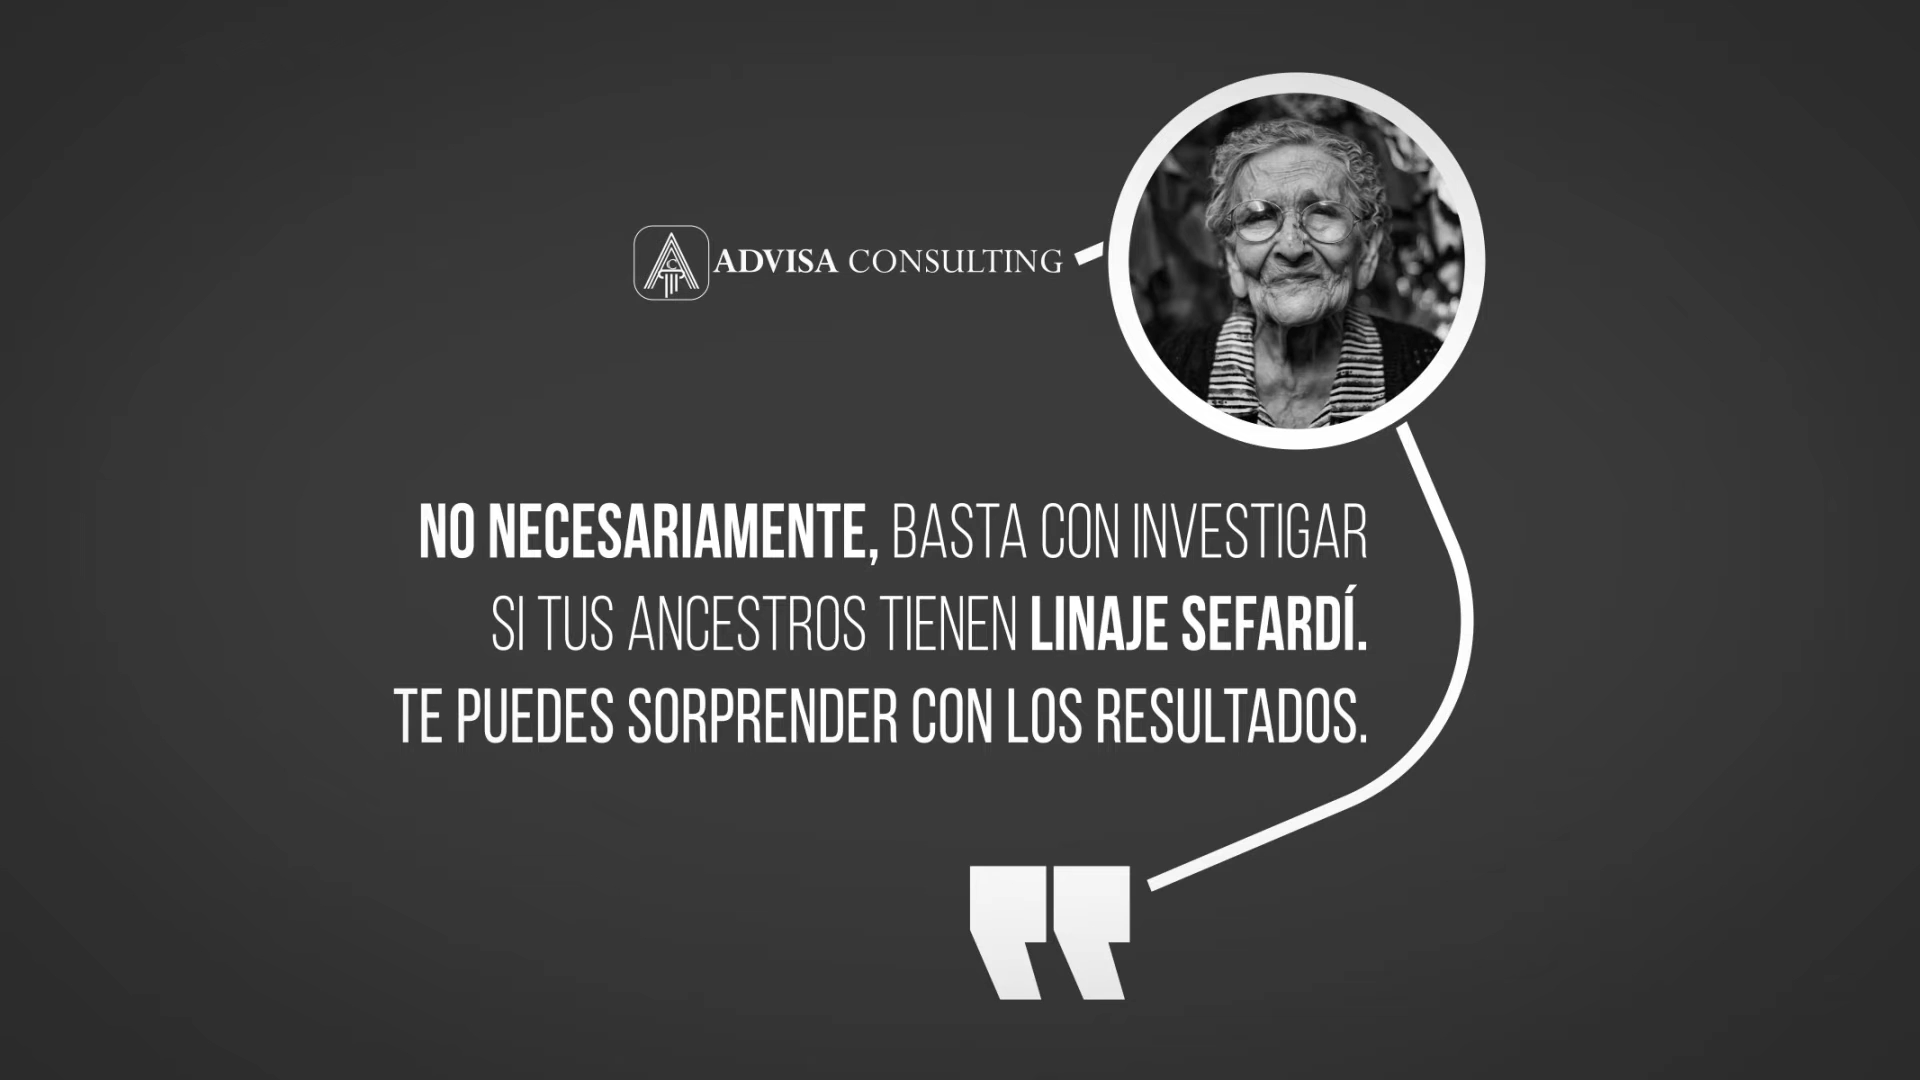 ADVISA CONSULTING
NO NECESARIAMENTE, BASTA CON INVESTIGAR
SI TUS ANCESTROS TIENEN LINAJE SEFARDÍ.
TE PUEDES SORPRENDER CON LOS RESULTADOS.